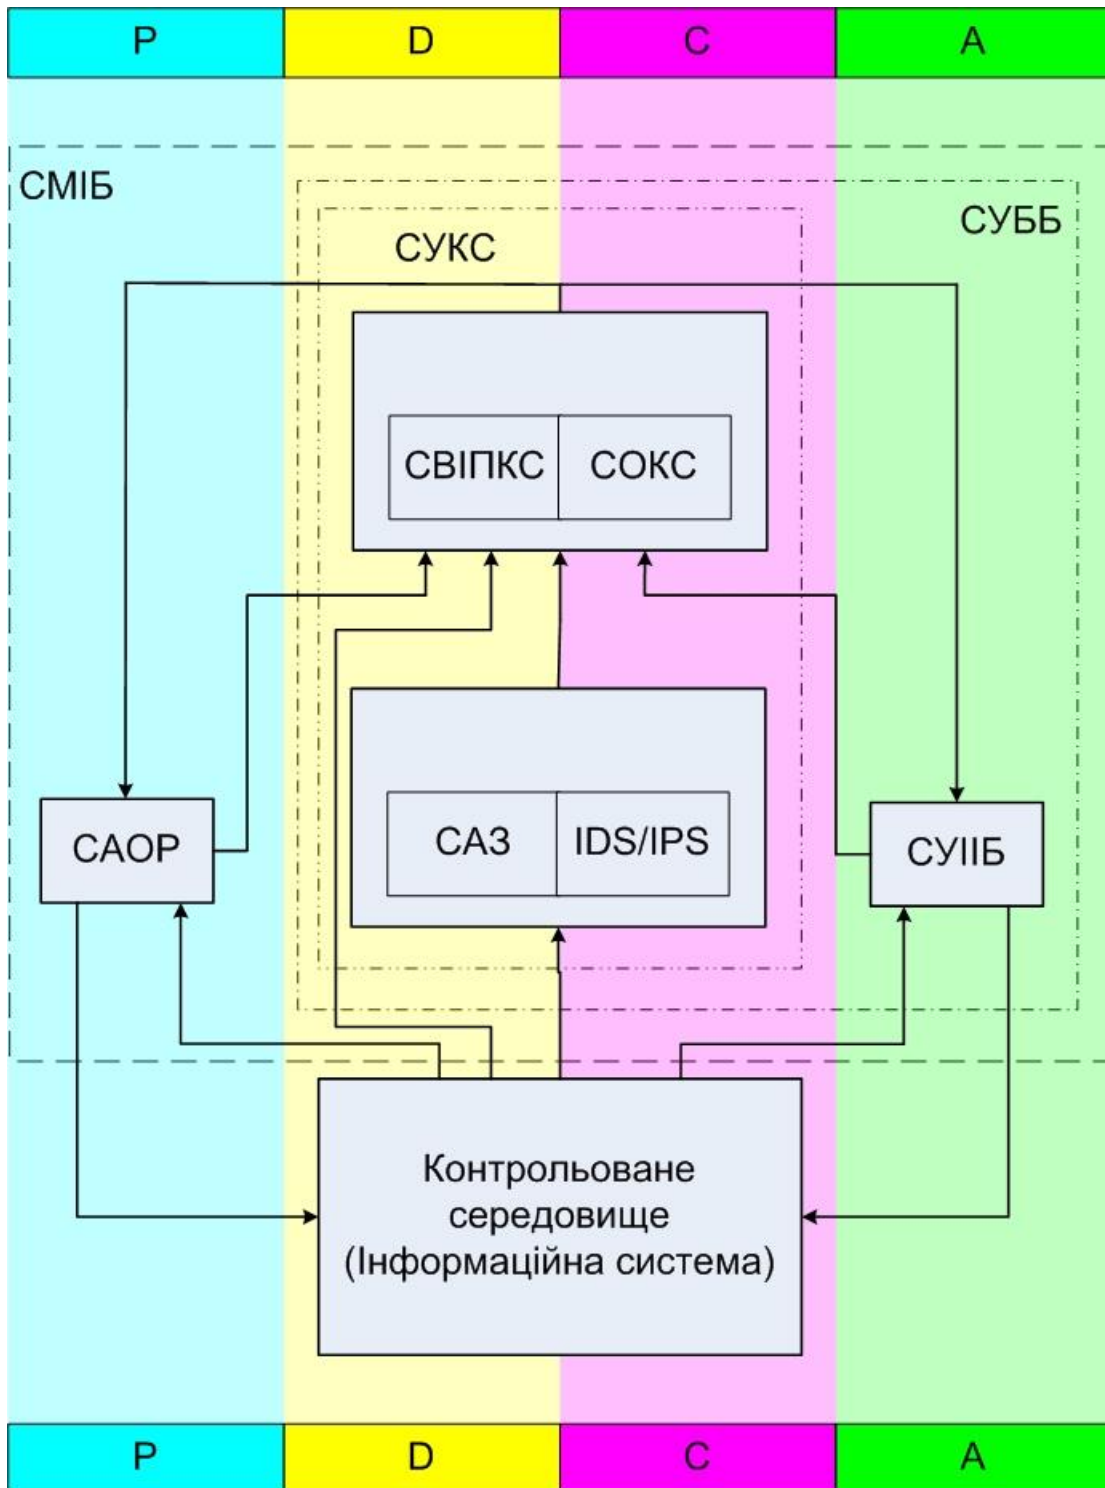 P
D
C
A
СМІБ
СУББ
СУКС
СВІПКС
СОКС
САОР
САЗ
IDS/IPS
СУІІБ
Контрольоване
середовище
(Інформаційна система)
P
D
C
A